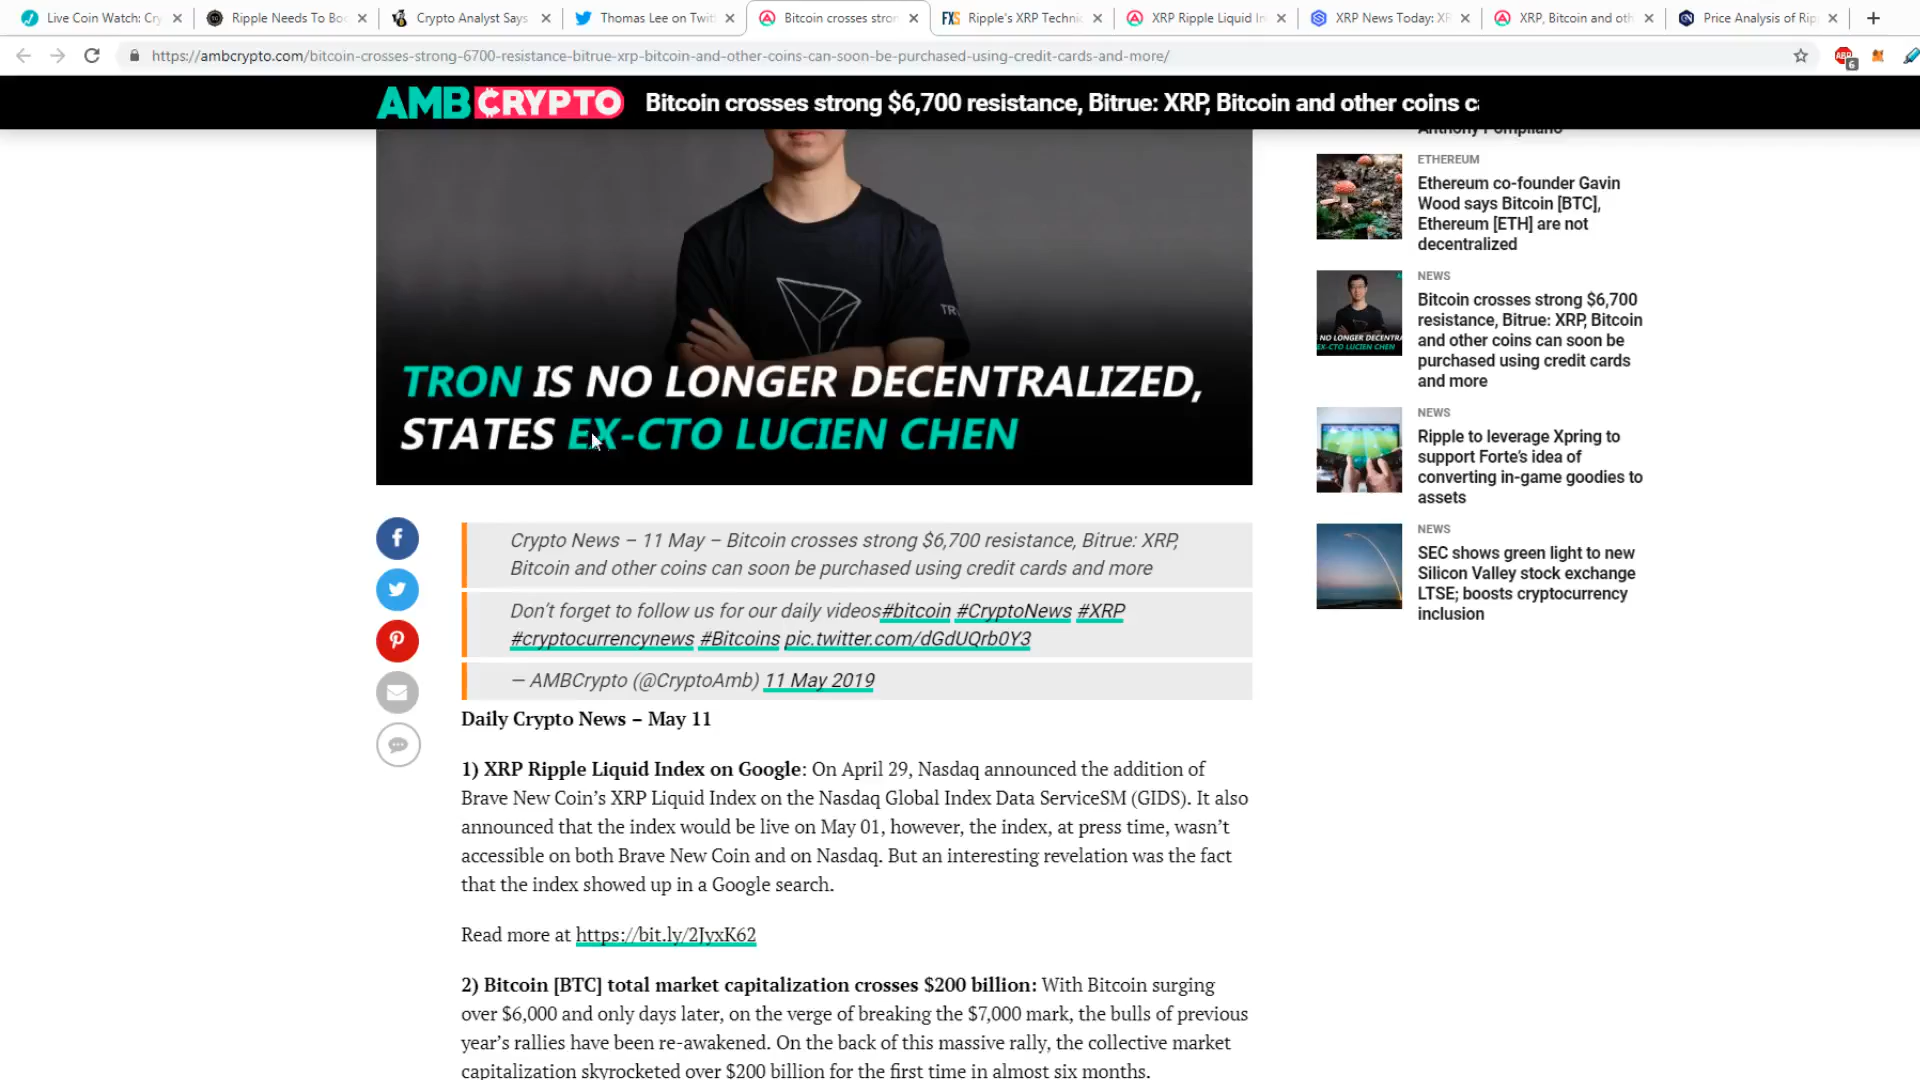 Live Coin Watch: Cry
Ripple Needs To Boo
Crypto Analyst Says
Thomas Lee on Twit
Bitcoin crosses stron
Ripple's XRP Technic
XRP Ripple Liquid In
XRP News Today: XR
XRP, Bitcoin and oth
Price Analysis of Rip
https://ambcrypto.com/bitcoin-crosses-strong-6700-resistance-bitrue-xrp-bitcoin-and-other-coins-can-soon-be-purchased-using-credit-cards-and-more/
ABP
6
AMBCRYPTO
Bitcoin crosses strong $6,700 resistance, Bitrue: XRP, Bitcoin and other coins ca
TR
TRON IS NO LONGER DECENTRALIZED,
STATES EX-CTO LUCIEN CHEN
Crypto News – 11 May – Bitcoin crosses strong $6,700 resistance, Bitrue: XRP,
Bitcoin and other coins can soon be purchased using credit cards and more
Don't forget to follow us for our daily videos#bitcoin #CryptoNews #XRP
#cryptocurrencynews #Bitcoins pic.twitter.com/dGdUQrb0Y3
— AMBCrypto (@CryptoAmb) 11 May 2019
Daily Crypto News – May 11
1) XRP Ripple Liquid Index on Google: On April 29, Nasdaq announced the addition of
Brave New Coin's XRP Liquid Index on the Nasdaq Global Index Data ServiceSM (GIDS). It also
announced that the index would be live on May 01, however, the index, at press time, wasn't
accessible on both Brave New Coin and on Nasdaq. But an interesting revelation was the fact
that the index showed up in a Google search.
Read more at https://bit.ly/2JyxK62
2) Bitcoin [BTC] total market capitalization crosses $200 billion: With Bitcoin surging
over $6,000 and only days later, on the verge of breaking the $7,000 mark, the bulls of previous
year's rallies have been re-awakened. On the back of this massive rally, the collective market
capitalization skyrocketed over $200 billion for the first time in almost six months.
Anthony Pompliano
ETHEREUM
Ethereum co-founder Gavin
Wood says Bitcoin [BTC],
Ethereum [ETH] are not
decentralized
NEWS
Bitcoin crosses strong $6,700
resistance, Bitrue: XRP, Bitcoin
and other coins can soon be
purchased using credit cards
and more
NO LONGER DECENTRA
EX-CTO LUCIEN CHEN
NEWS
Ripple to leverage Xpring to
support Forte's idea of
converting in-game goodies to
assets
NEWS
SEC shows green light to new
Silicon Valley stock exchange
LTSE; boosts cryptocurrency
inclusion